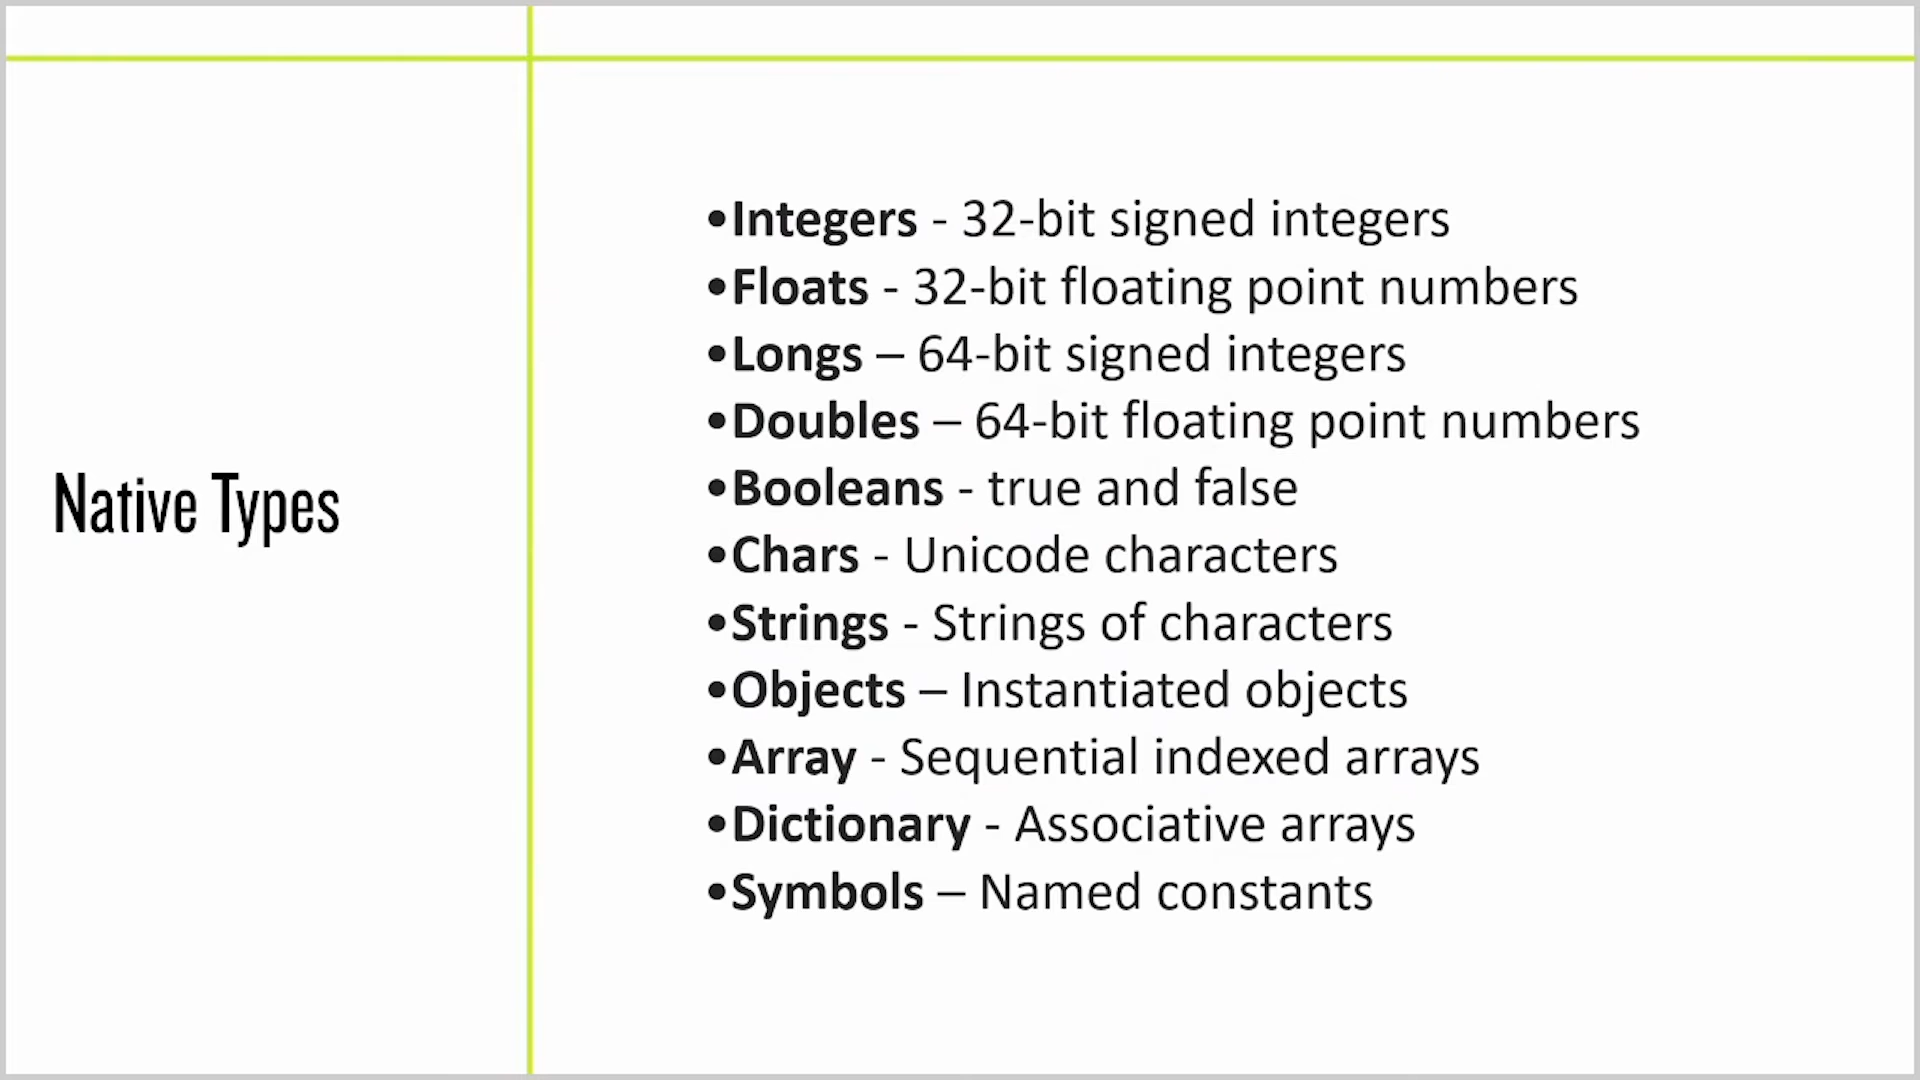 Native Types
•Integers - 32-bit signed integers
•Floats - 32-bit floating point numbers
•Longs – 64-bit signed integers
•Doubles – 64-bit floating point numbers
•Booleans - true and false
•Chars - Unicode characters
•Strings - Strings of characters
•Objects – Instantiated objects
•Array - Sequential indexed arrays
•Dictionary - Associative arrays
•Symbols – Named constants